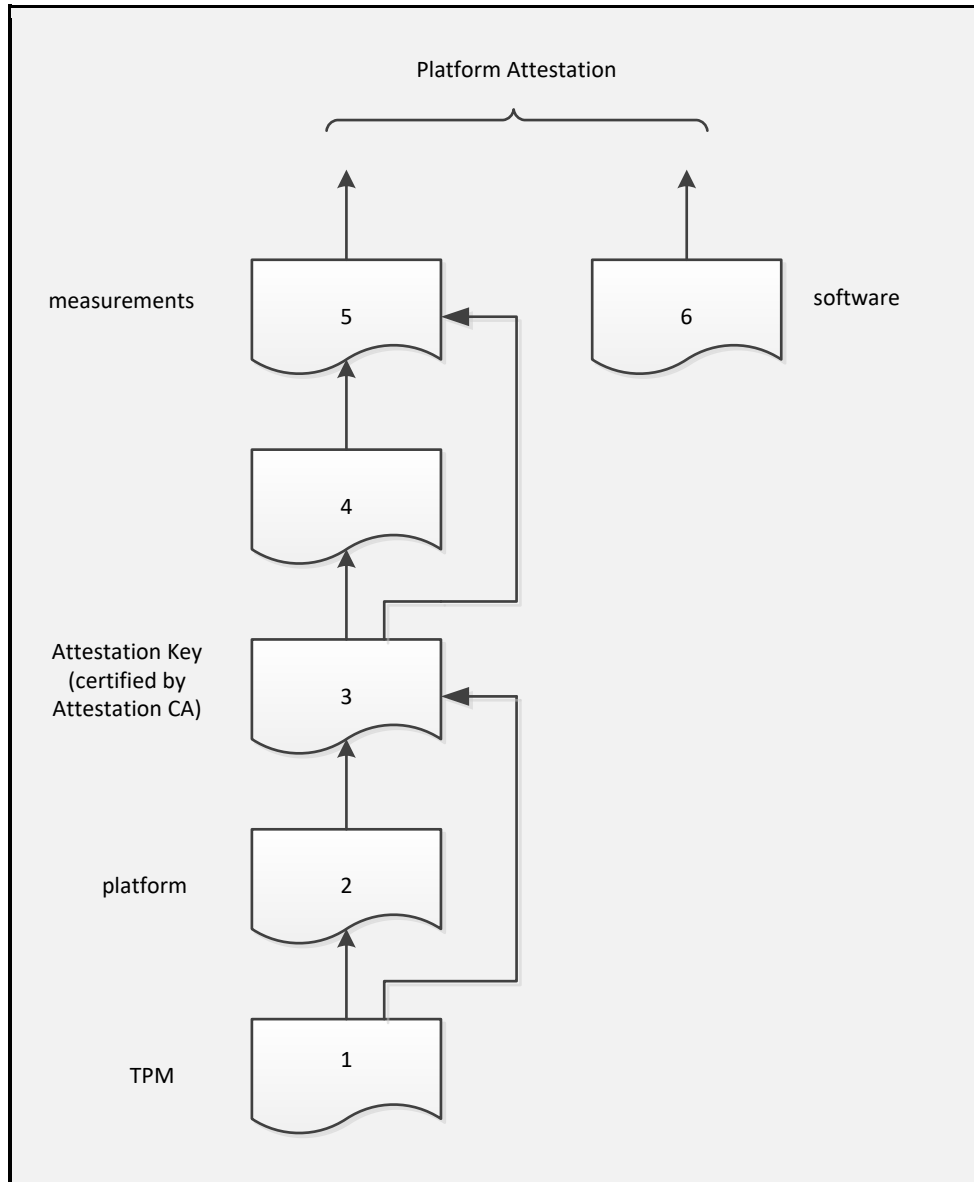 Platform Attestation
measurements
5
6
software
4
Attestation Key
(certified by
Attestation CA)
3
platform
2
TPM
1